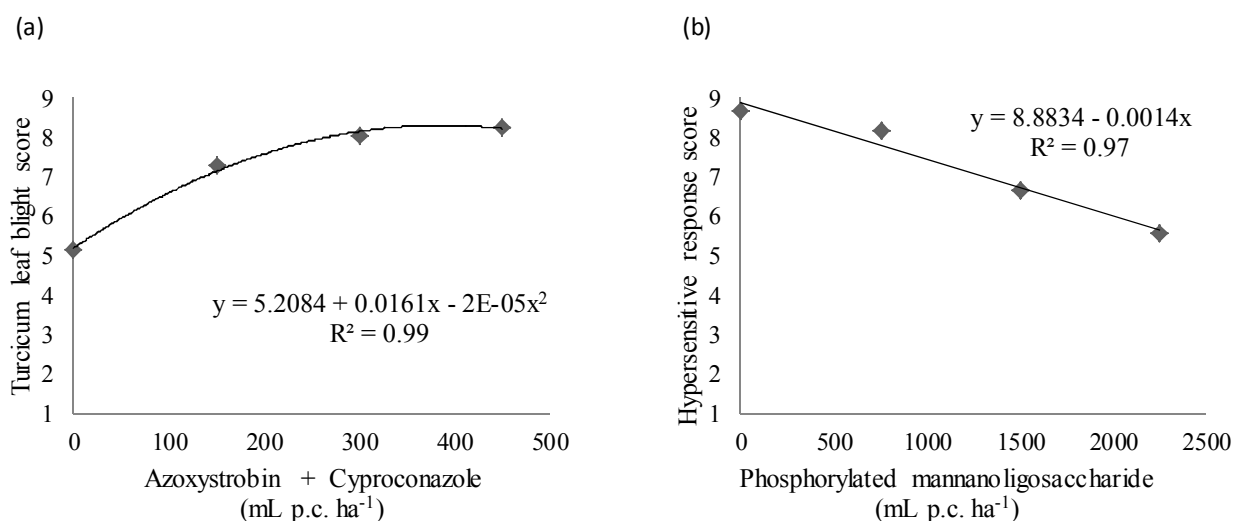 (a)
Turcicum leaf blight score
9
8
7
6
5
4
3
2
1
y = 5.2084 + 0.0161x - 2E-05x²
R² = 0.99
0 100 200 300 400 500
Azoxystrobin + Cyproconazole
(mL p.c. ha⁻¹)
(b)
Hypersensitive response score
9
8
7
6
5
4
3
2
1
y = 8.8834 - 0.0014x
R² = 0.97
0 500 1000 1500 2000 2500
Phosphorylated mannanoligosaccharide
(mL p.c. ha⁻¹)